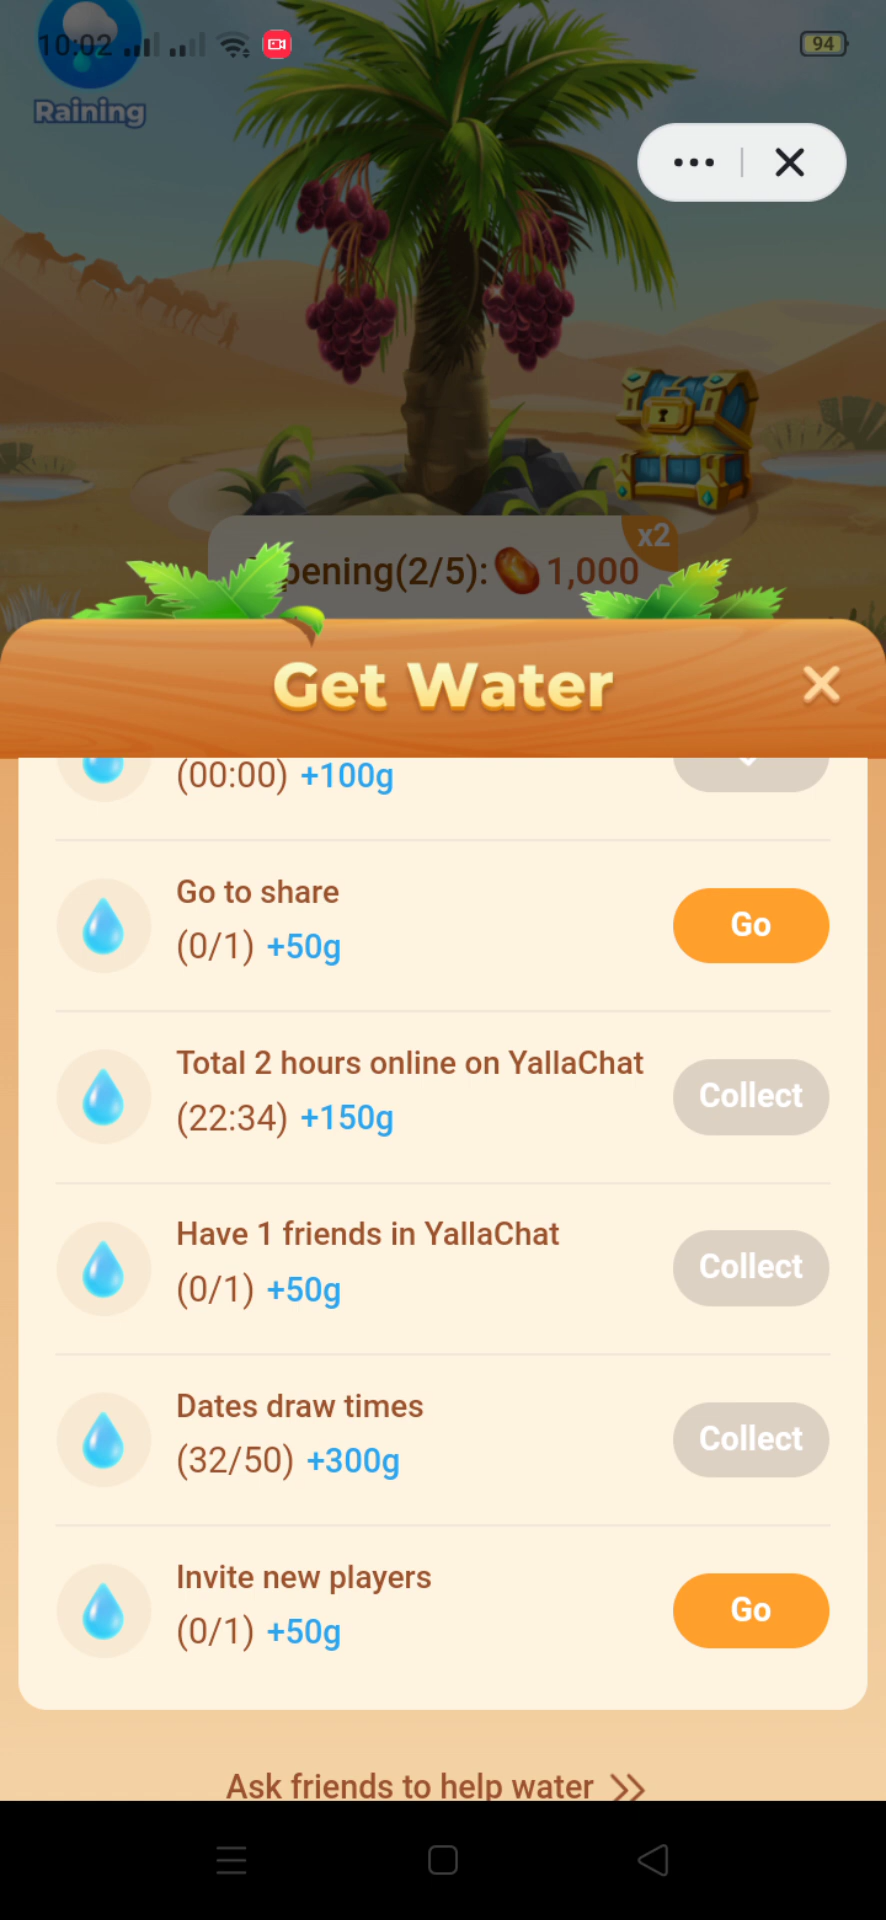 10:02
94
Raining
x2
pening(2/5): 1,000
Get Water
(00:00) +100g
Go to share
(0/1) +50g
Go
Total 2 hours online on YallaChat
(22:34) +150g
Collect
Have 1 friends in YallaChat
(0/1) +50g
Collect
Dates draw times
(32/50) +300g
Collect
Invite new players
(0/1) +50g
Go
Ask friends to help water